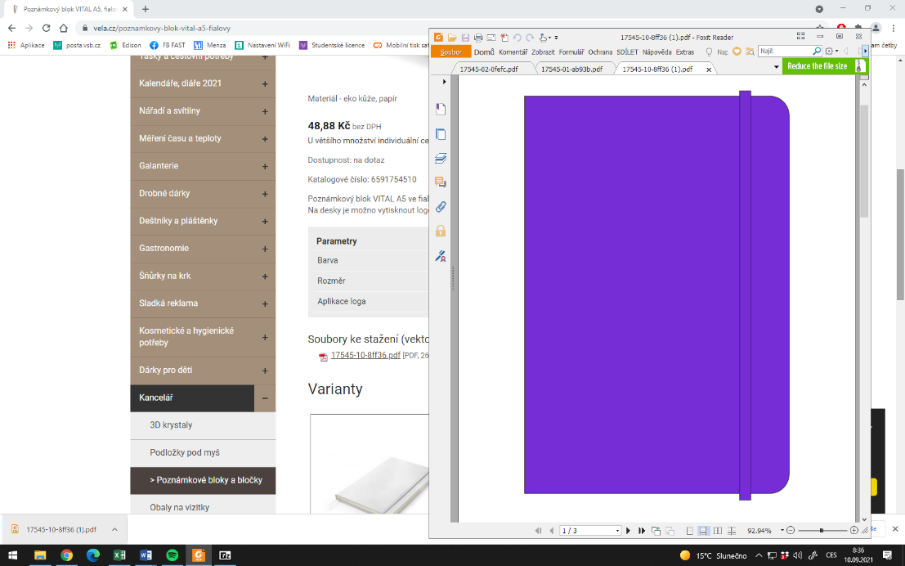 Poznámkový blok VITAL A5, fialov
vela.cz/poznamkovy-blok-vital-a5-fialevy
Aplikace
posta.vsb.cz
Edison
FB FAST
Menza
Nastavení WiFi
Studentske licence
Mobilní tisk saf
am četby
Tašky a cestovní potřeby
Kalendáře, diáře 2021
Nářadí a svítilny
Měření času a teploty
Galanterie
Drobné dárky
Deštníky a pláštěnky
Gastronomie
Šňůrky na krk
Sladká reklama
Kosmetické a hygienické
potřeby
Dárky pro děti
Kancelář
3D krystaly
Podložky pod myš
> Poznámkové bloky a bločky
Obaly na vizitky
Materiál - eko kůže, papír
48,88 Kč bez DPH
U většího množství individuální ce
Dostupnost: na dotaz
Katalogové číslo: 6591754510
Poznámkový blok VITAL A5 ve fial
Na desky je možno vytisknout log
Parametry
Barva
Rozměr
Aplikace loga
Soubory ke stažení (vekto
17545-10-8ff36.pdf [PDF, 26
Varianty
17545-10-8ff36 (1).pdf - Foxit Reader
Soubor
Domů
Komentář
Zobrazit
Formulář
Ochrana
SDÍLET
Nápověda
Extras
Nap
Najít
17545-02-0fefc.pdf
17545-01-ab93b.pdf
17545-10-8ff36 (1).pdf
Reduce the file size
1 / 3
92.94%
17545-10-8ff36 (1).pdf
še
15°C Slunečno
CES
8:36
10.09.2021